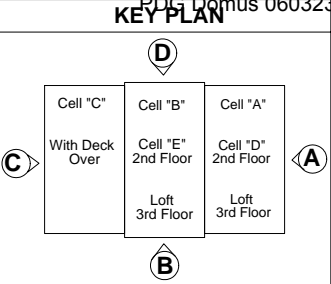 PDG Domus 060323
KEY PLAN
D
Cell "C"
With Deck
Over
Cell "B"
Cell "E"
2nd Floor
Loft
3rd Floor
Cell "A"
Cell "D"
2nd Floor
Loft
3rd Floor
C
A
B